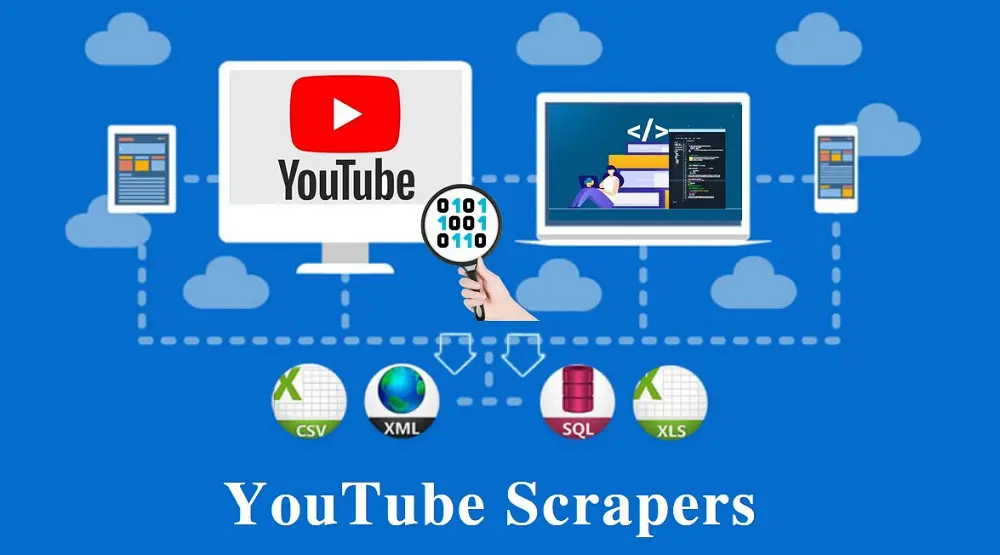 YouTube
</>
0101
1001
0110
CSV
XML
SQL
XLS
YouTube Scrapers